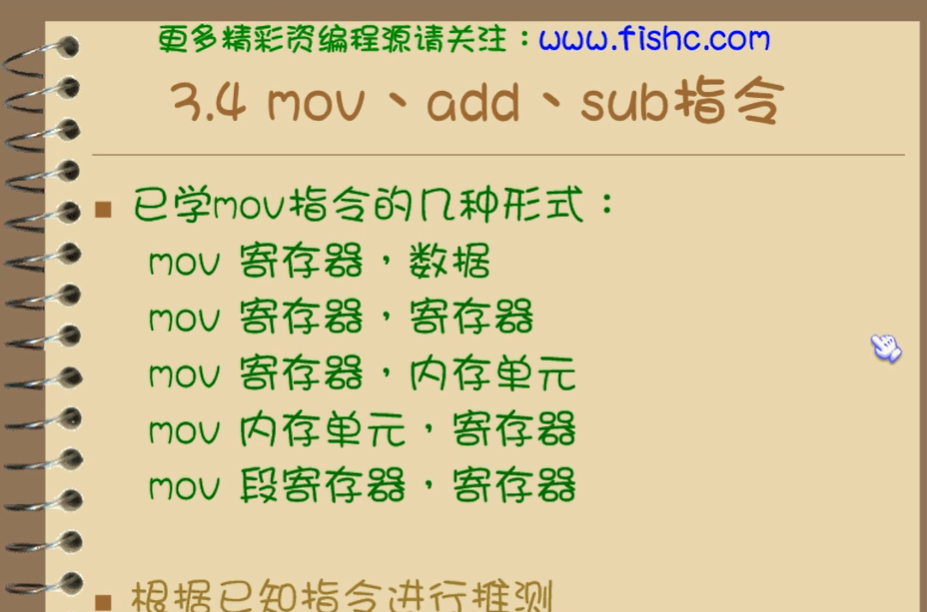 更多精彩资编程源请关注：www.fishc.com
3.4 mov、add、sub指令
已学mov指令的几种形式：
mov 寄存器，数据
mov 寄存器，寄存器
mov 寄存器，内存单元
mov 内存单元，寄存器
mov 段寄存器，寄存器
根据已知指令进行推测